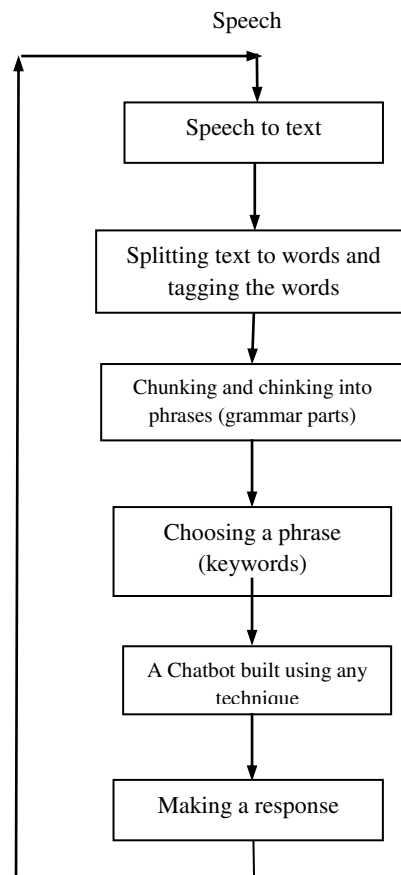 Speech
Speech to text
Splitting text to words and
tagging the words
Chunking and chinking into
phrases (grammar parts)
Choosing a phrase
(keywords)
A Chatbot built using any
technique
Making a response